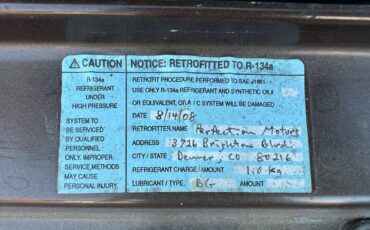 ⚠ CAUTION
R-134a
REFRIGERANT
UNDER
HIGH PRESSURE
SYSTEM TO
BE SERVICED
BY QUALIFIED
PERSONNEL
ONLY, IMPROPER
SERVICE METHODS
MAY CAUSE
PERSONAL INJURY
NOTICE: RETROFITTED TO R-134a
RETROFIT PROCEDURE PERFORMED TO SAE J1661
USE ONLY R-134a REFRIGERANT AND SYNTHETIC OIL
OR EQUIVALENT, OR A / C SYSTEM WILL BE DAMAGED
DATE 8/14/08
RETROFITTER NAME Perfection Motors
ADDRESS 3726 Brighton Blvd.
CITY / STATE Denver, CO 80216
REFRIGERANT CHARGE / AMOUNT 1.0 kg
LUBRICANT / TYPE BG AMOUNT